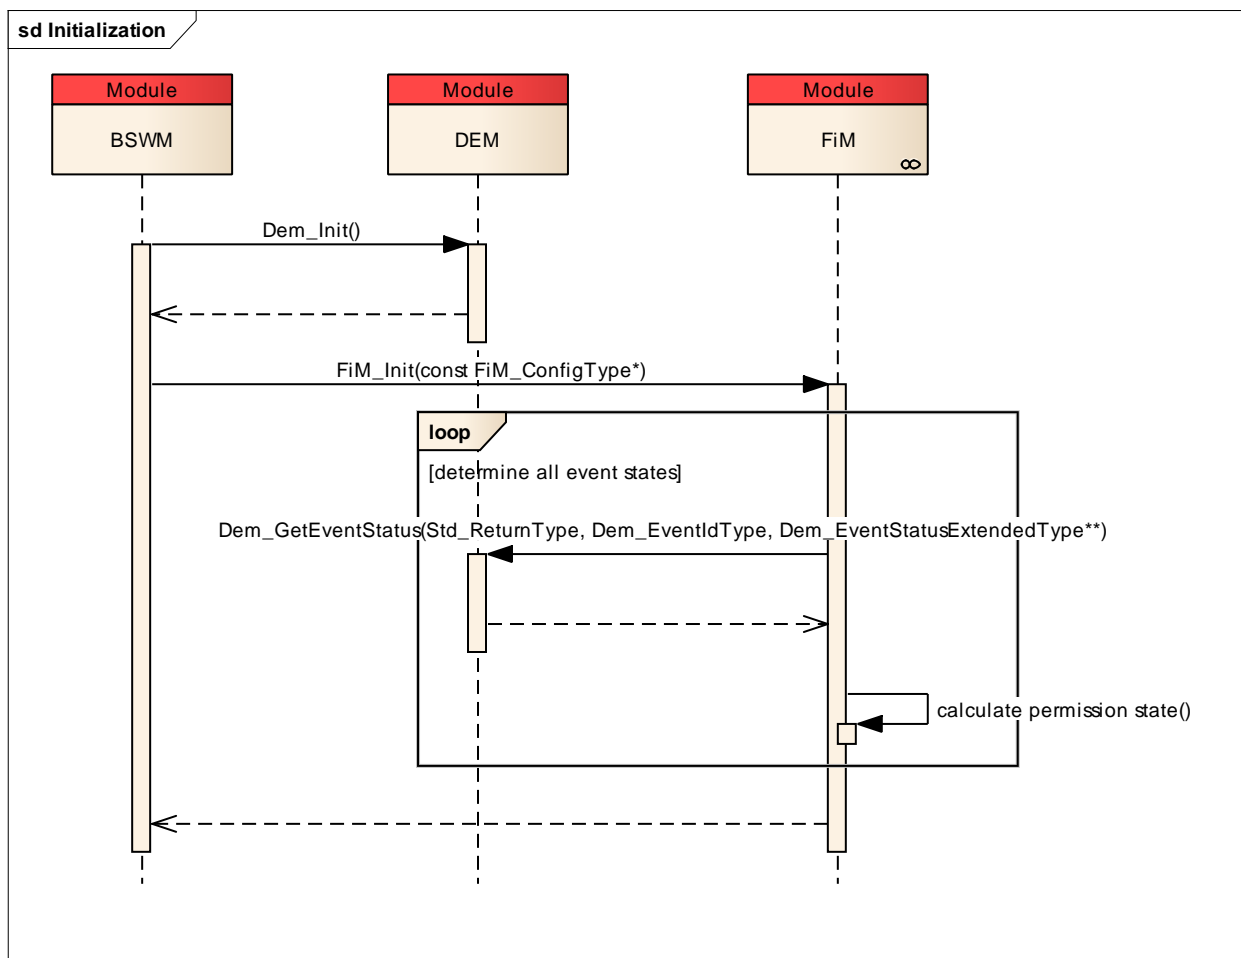 sd Initialization
Module
Module
Module
BSWM
DEM
FiM
Dem_Init()
FiM_Init(const FiM_ConfigType*)
loop
[determine all event states]
Dem_GetEventStatus(Std_ReturnType, Dem_EventIdType, Dem_EventStatusExtendedType**)
calculate permission state()